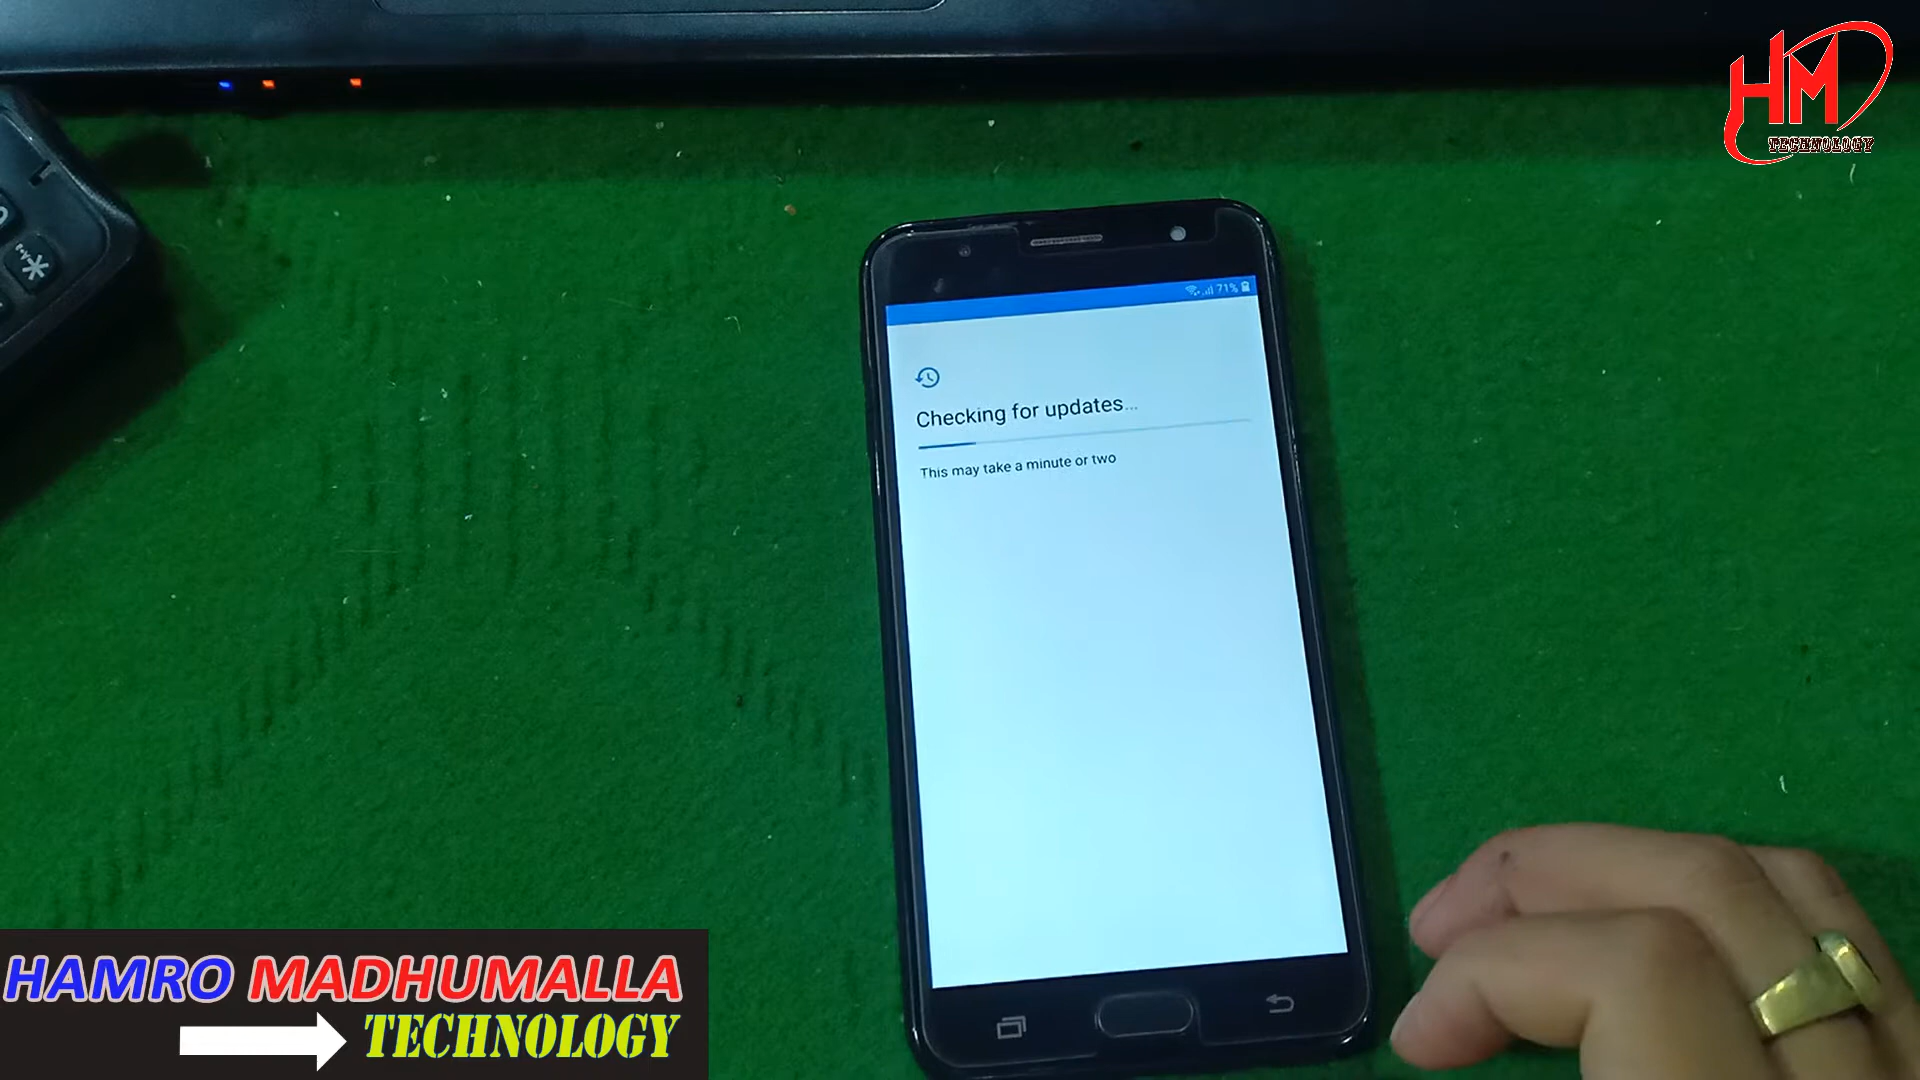 HM
TECHNOLOGY
71%
Checking for updates...
This may take a minute or two
HAMRO MADHUMALLA
TECHNOLOGY